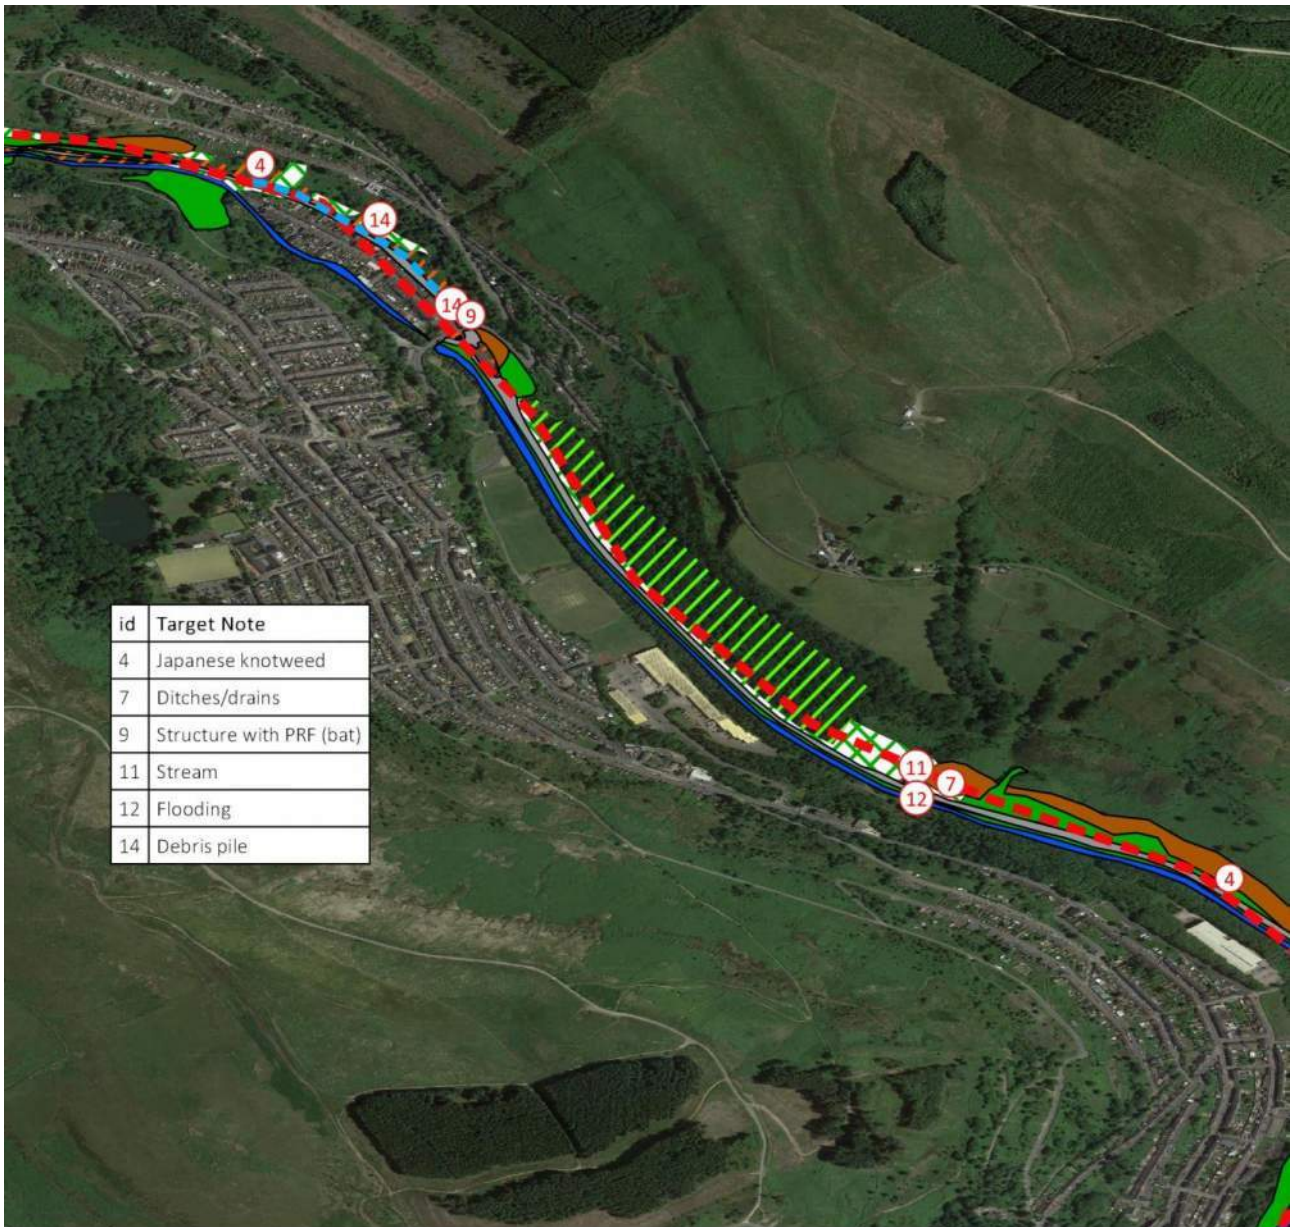 4
14
14
9
id Target Note
4 Japanese knotweed
7 Ditches/drains
9 Structure with PRF (bat)
11 Stream
12 Flooding
14 Debris pile
11
7
12
4